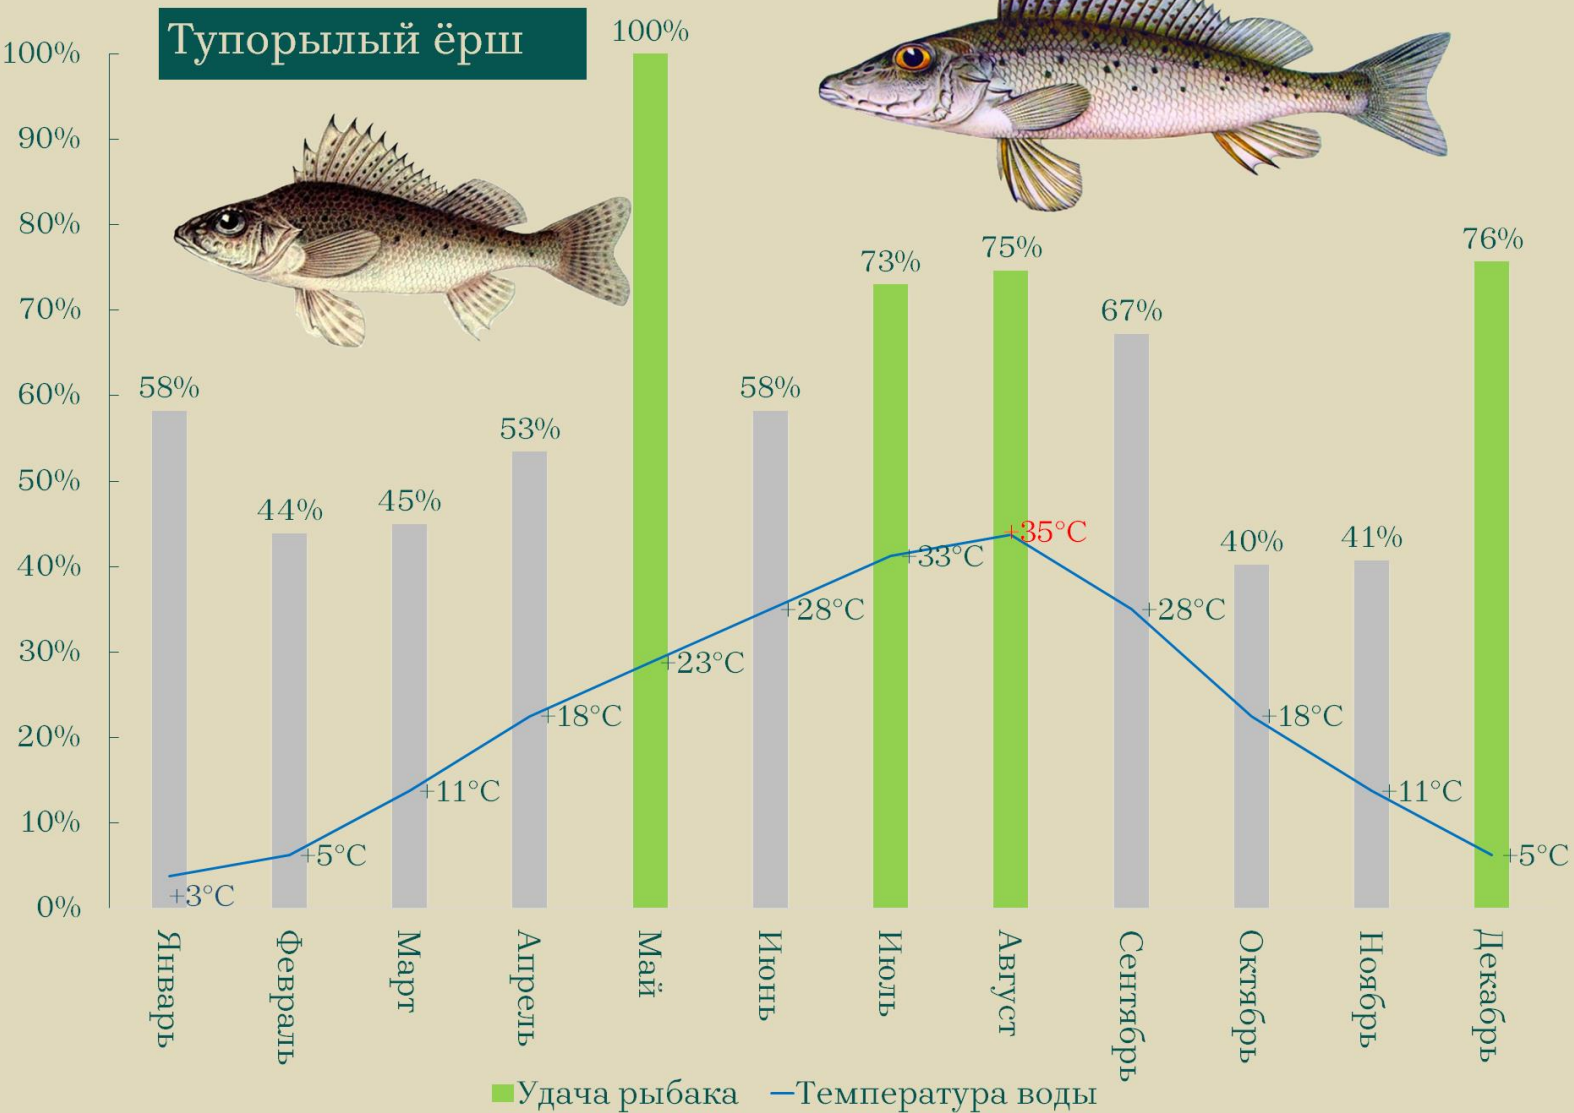 Тупорылый ёрш
100%
90%
80%
70%
60%
50%
40%
30%
20%
10%
0%
58%
44%
45%
53%
100%
58%
73%
75%
67%
40%
41%
76%
+3°C
+5°C
+11°C
+18°C
+23°C
+28°C
+33°C
+35°C
+28°C
+18°C
+11°C
+5°C
Январь
Февраль
Март
Апрель
Май
Июнь
Июль
Август
Сентябрь
Октябрь
Ноябрь
Декабрь
Удача рыбака
Температура воды